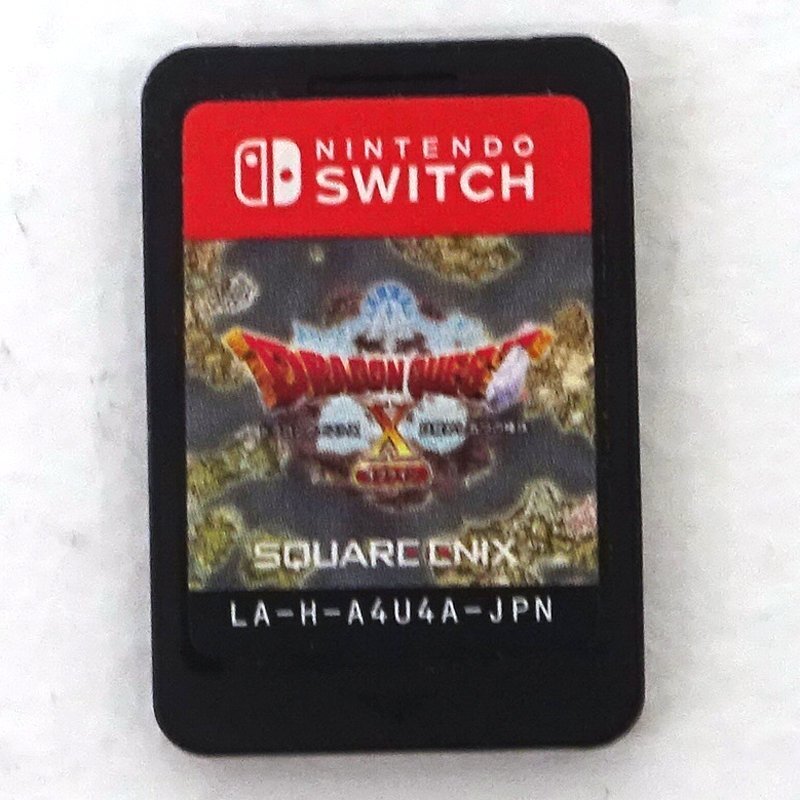 NINTENDO
SWITCH
DRAGON QUEST
X
SQUARE ENIX
LA-H-A4U4A-JPN